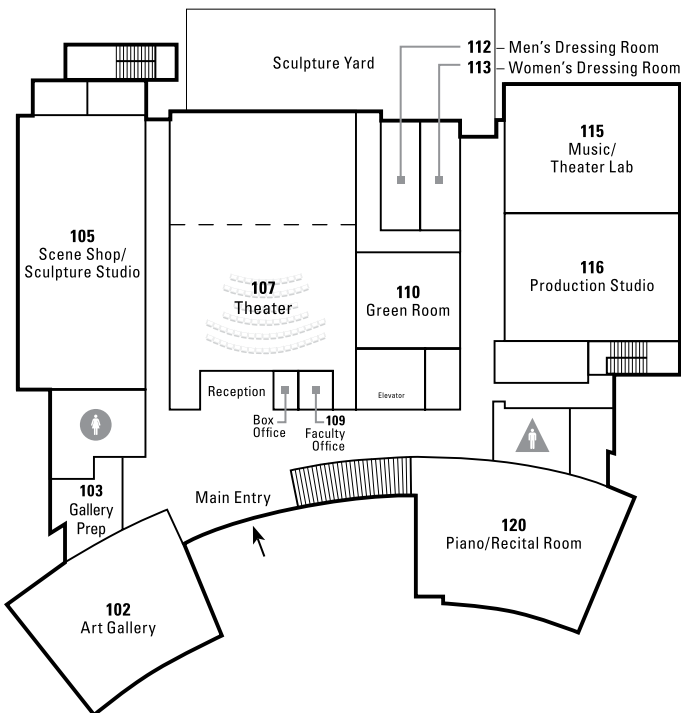 Sculpture Yard
112 – Men's Dressing Room
113 – Women's Dressing Room
115
Music/
Theater Lab
105
Scene Shop/
Sculpture Studio
107
Theater
110
Green Room
116
Production Studio
Reception
Elevator
Box
Office
109
Faculty
Office
103
Gallery
Prep
Main Entry
120
Piano/Recital Room
102
Art Gallery